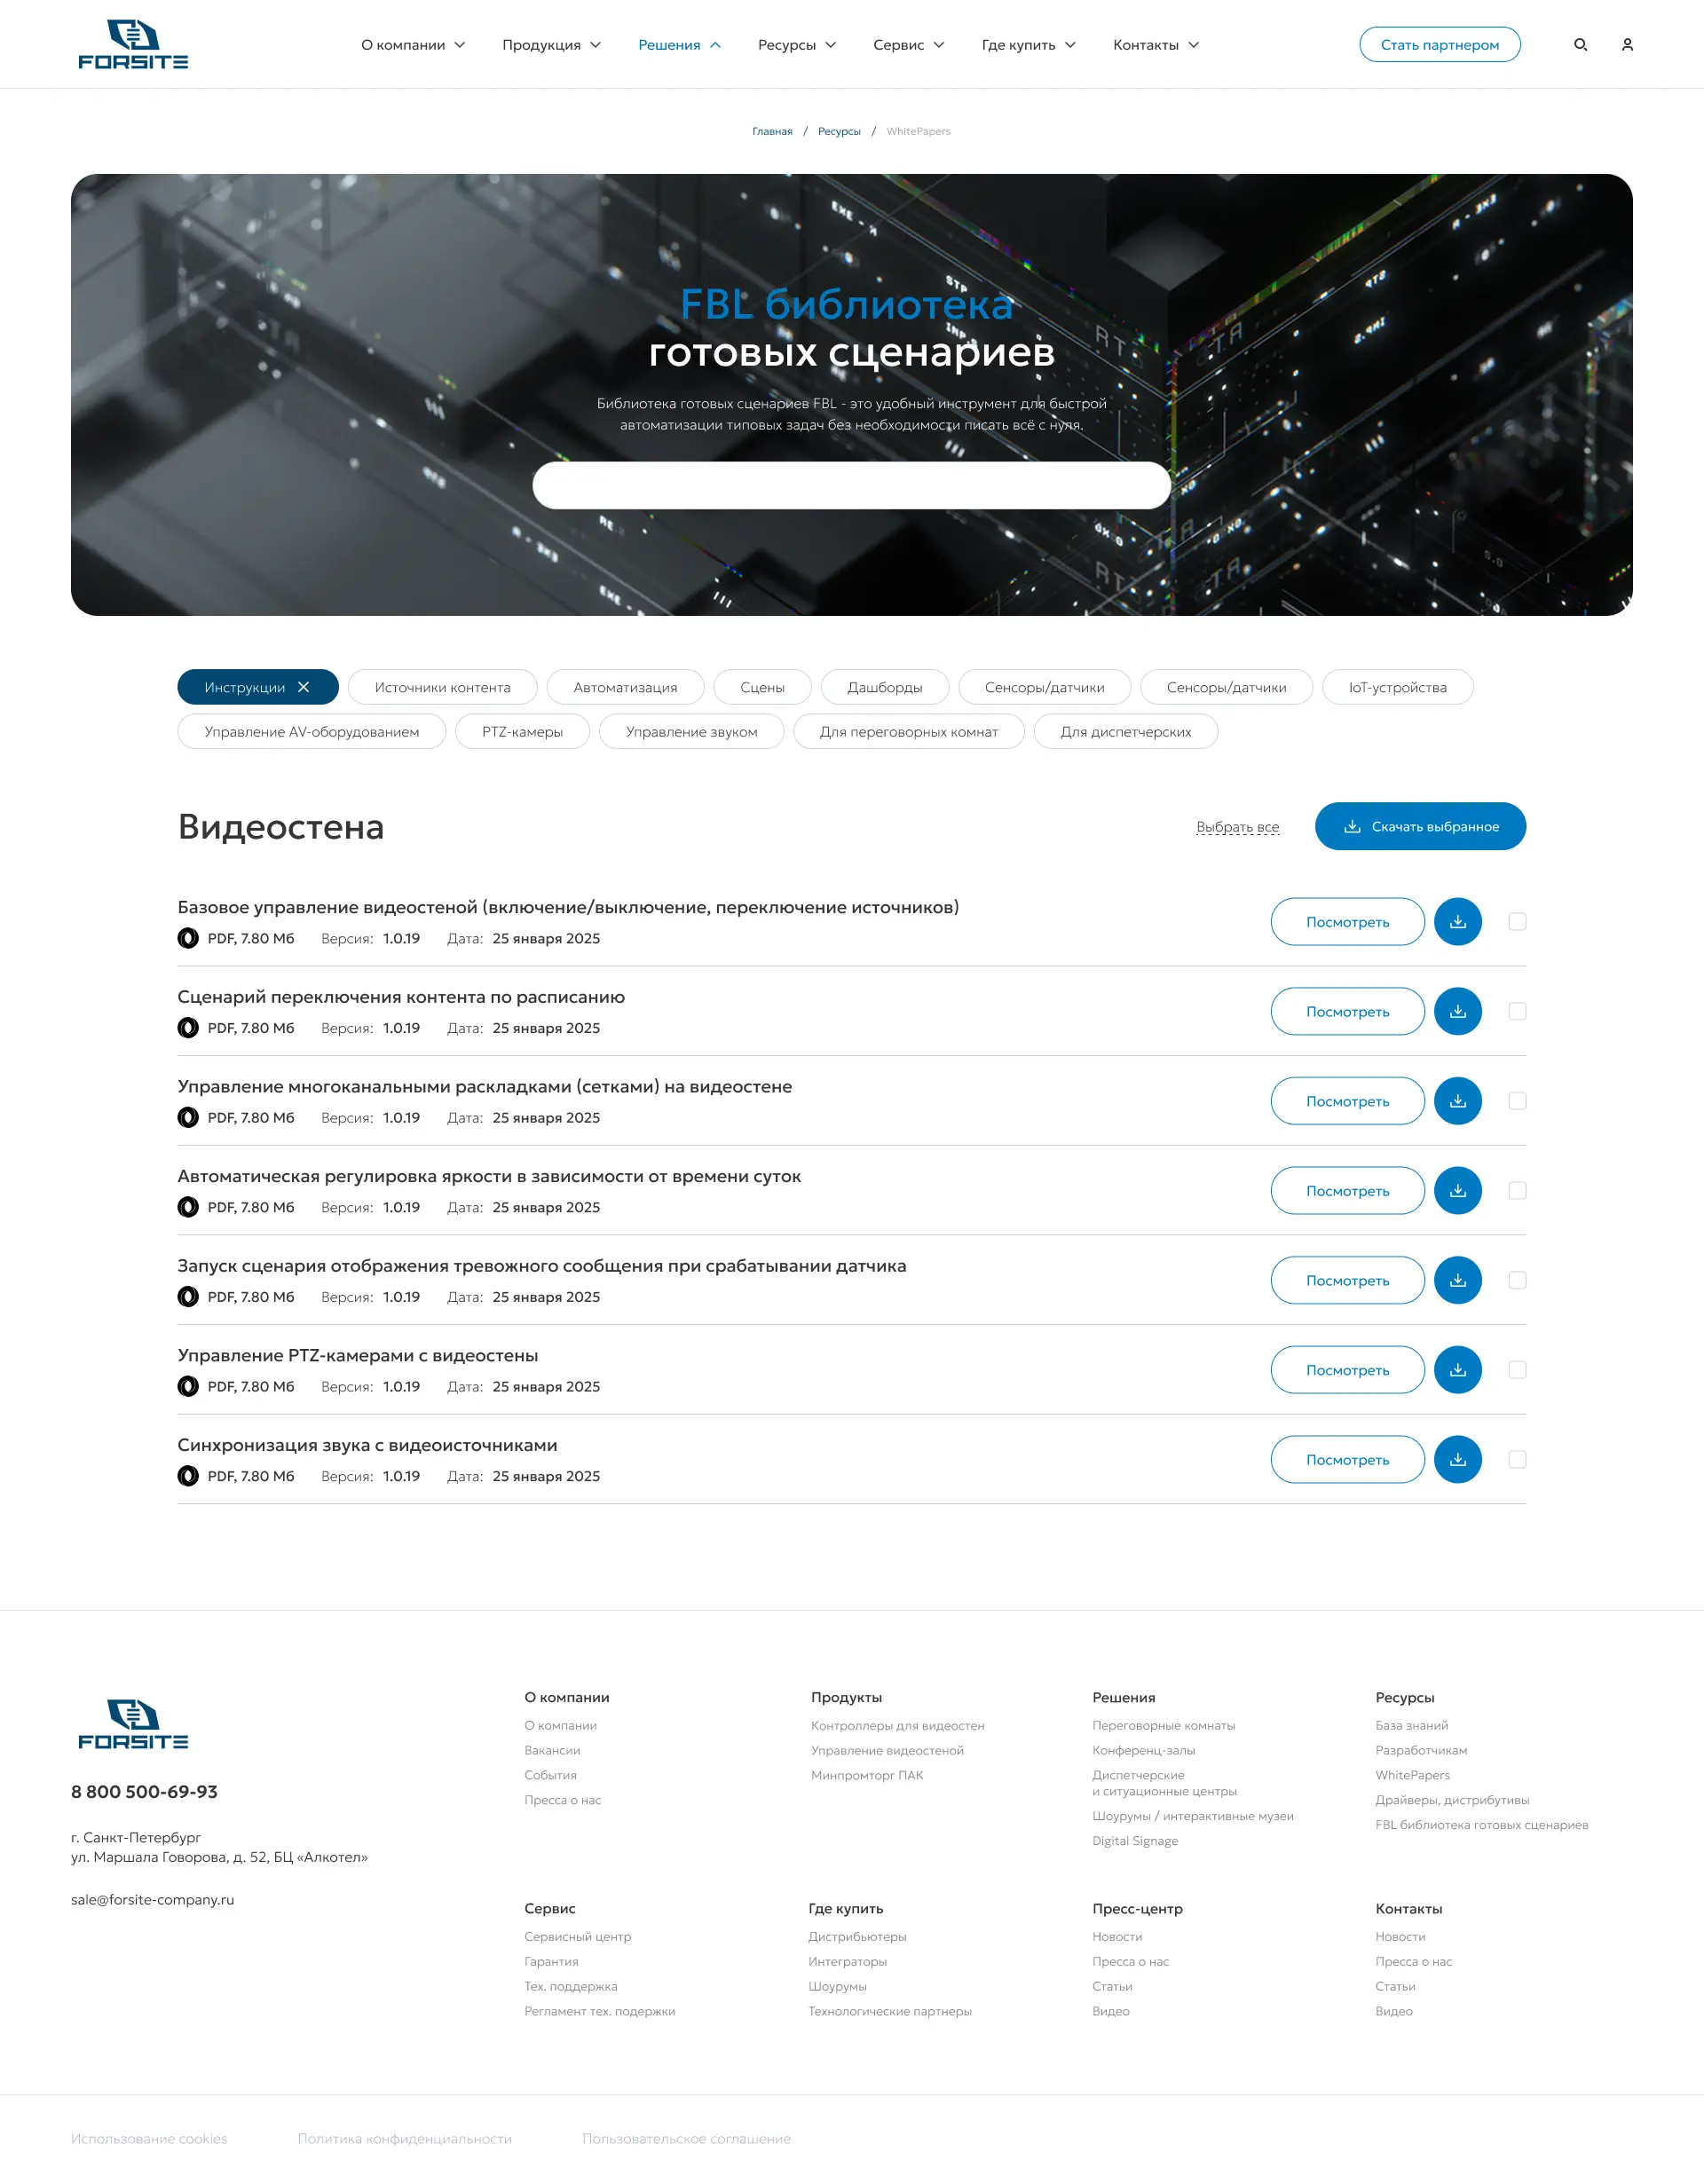 FORSITE
О компании
Продукция
Решения
Ресурсы
Сервис
Где купить
Контакты
Стать партнером
Главная / Ресурсы / WhitePapers
FBL библиотека
готовых сценариев
Библиотека готовых сценариев FBL - это удобный инструмент для быстрой
автоматизации типовых задач без необходимости писать всё с нуля.
Инструкции
Источники контента
Автоматизация
Сцены
Дашборды
Сенсоры/датчики
Сенсоры/датчики
IoT-устройства
Управление AV-оборудованием
PTZ-камеры
Управление звуком
Для переговорных комнат
Для диспетчерских
Видеостена
Выбрать все
Скачать выбранное
Базовое управление видеостеной (включение/выключение, переключение источников)
PDF, 7.80 Мб Версия: 1.0.19 Дата: 25 января 2025
Посмотреть
Сценарий переключения контента по расписанию
PDF, 7.80 Мб Версия: 1.0.19 Дата: 25 января 2025
Посмотреть
Управление многоканальными раскладками (сетками) на видеостене
PDF, 7.80 Мб Версия: 1.0.19 Дата: 25 января 2025
Посмотреть
Автоматическая регулировка яркости в зависимости от времени суток
PDF, 7.80 Мб Версия: 1.0.19 Дата: 25 января 2025
Посмотреть
Запуск сценария отображения тревожного сообщения при срабатывании датчика
PDF, 7.80 Мб Версия: 1.0.19 Дата: 25 января 2025
Посмотреть
Управление PTZ-камерами с видеостены
PDF, 7.80 Мб Версия: 1.0.19 Дата: 25 января 2025
Посмотреть
Синхронизация звука с видеоисточниками
PDF, 7.80 Мб Версия: 1.0.19 Дата: 25 января 2025
Посмотреть
FORSITE
8 800 500-69-93
г. Санкт-Петербург
ул. Маршала Говорова, д. 52, БЦ «Алкотел»
sale@forsite-company.ru
О компании
О компании
Вакансии
События
Пресса о нас
Продукты
Контроллеры для видеостен
Управление видеостеной
Минпромторг ПАК
Решения
Переговорные комнаты
Конференц-залы
Диспетчерские
и ситуационные центры
Шоурумы / интерактивные музеи
Digital Signage
Ресурсы
База знаний
Разработчикам
WhitePapers
Драйверы, дистрибутивы
FBL библиотека готовых сценариев
Сервис
Сервисный центр
Гарантия
Тех. поддержка
Регламент тех. подержки
Где купить
Дистрибьютеры
Интеграторы
Шоурумы
Технологические партнеры
Пресс-центр
Новости
Пресса о нас
Статьи
Видео
Контакты
Новости
Пресса о нас
Статьи
Видео
Использование cookies
Политика конфиденциальности
Пользовательское соглашение